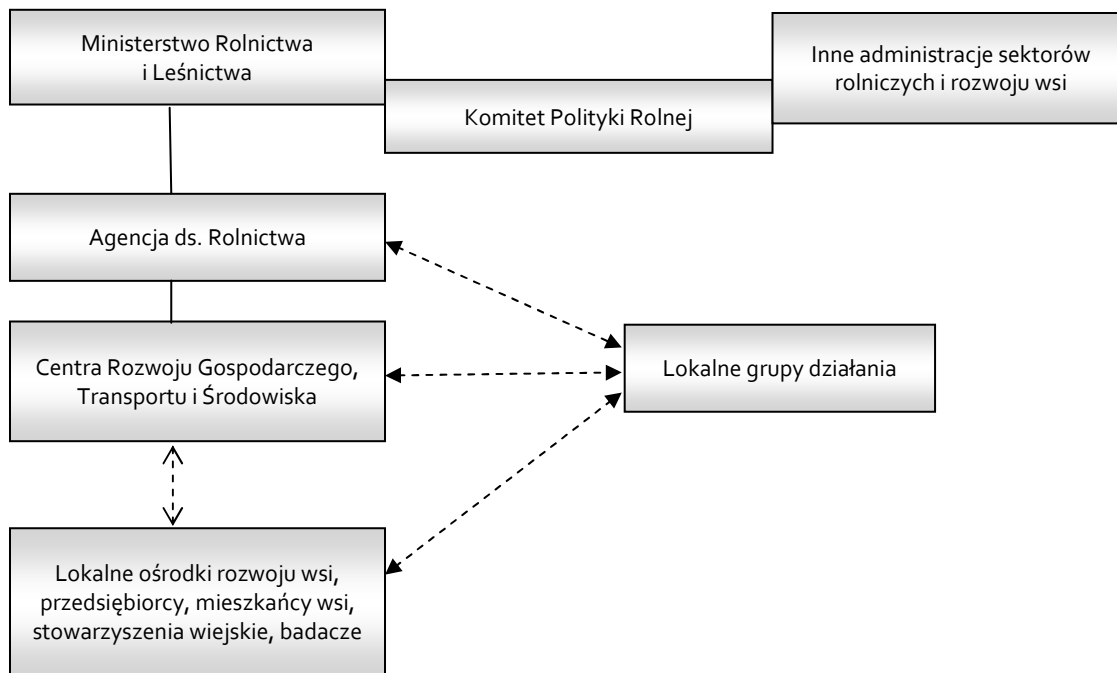 Ministerstwo Rolnictwa
i Leśnictwa
Inne administracje sektorów
rolniczych i rozwoju wsi
Komitet Polityki Rolnej
Agencja ds. Rolnictwa
Centra Rozwoju Gospodarczego,
Transportu i Środowiska
Lokalne grupy działania
Lokalne ośrodki rozwoju wsi,
przedsiębiorcy, mieszkańcy wsi,
stowarzyszenia wiejskie, badacze